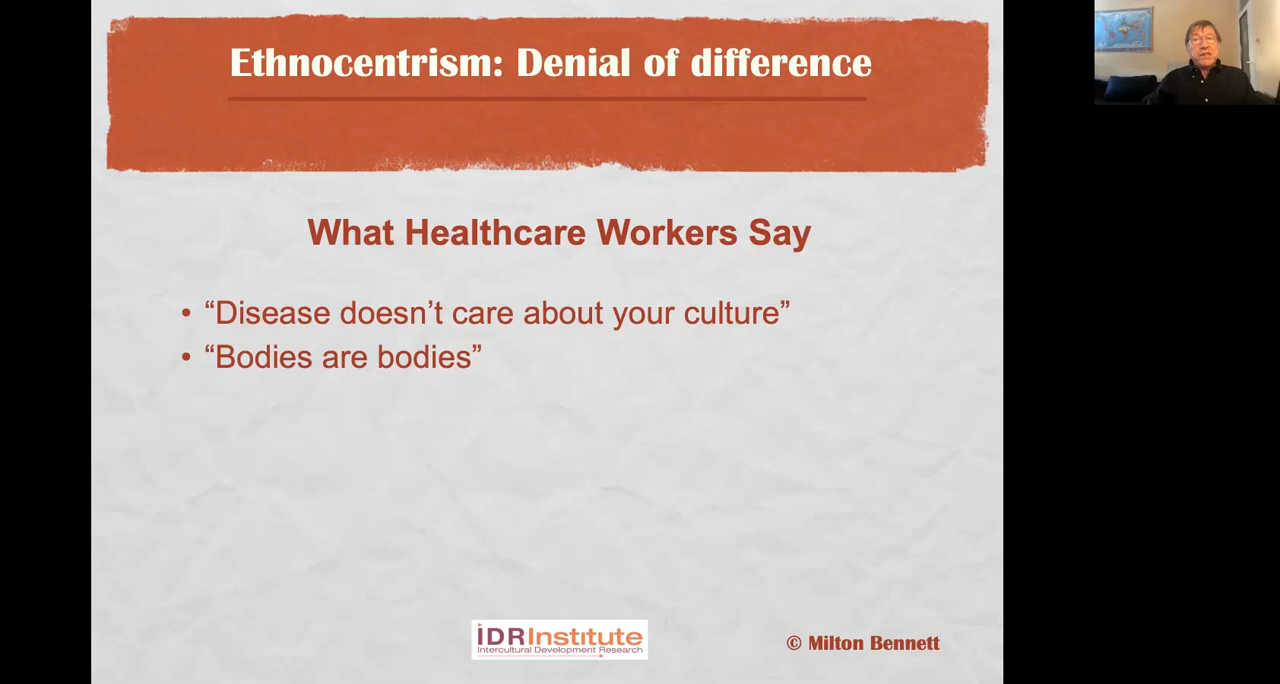 Ethnocentrism: Denial of difference
What Healthcare Workers Say
• “Disease doesn’t care about your culture”
• “Bodies are bodies”
IDRInstitute
Intercultural Development Research
© Milton Bennett